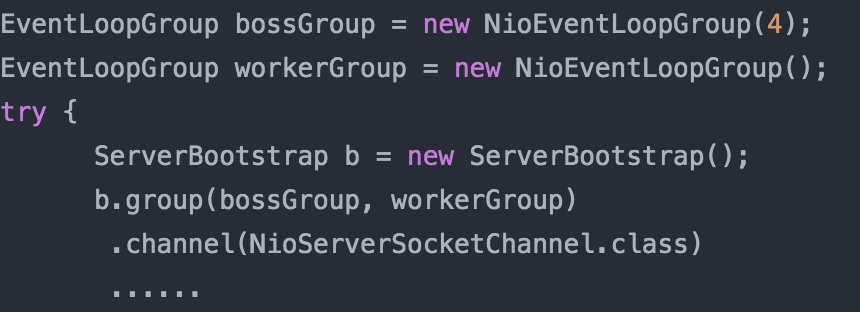 EventLoopGroup bossGroup = new NioEventLoopGroup(4);
EventLoopGroup workerGroup = new NioEventLoopGroup();
try {
ServerBootstrap b = new ServerBootstrap();
b.group(bossGroup, workerGroup)
.channel(NioServerSocketChannel.class)
......